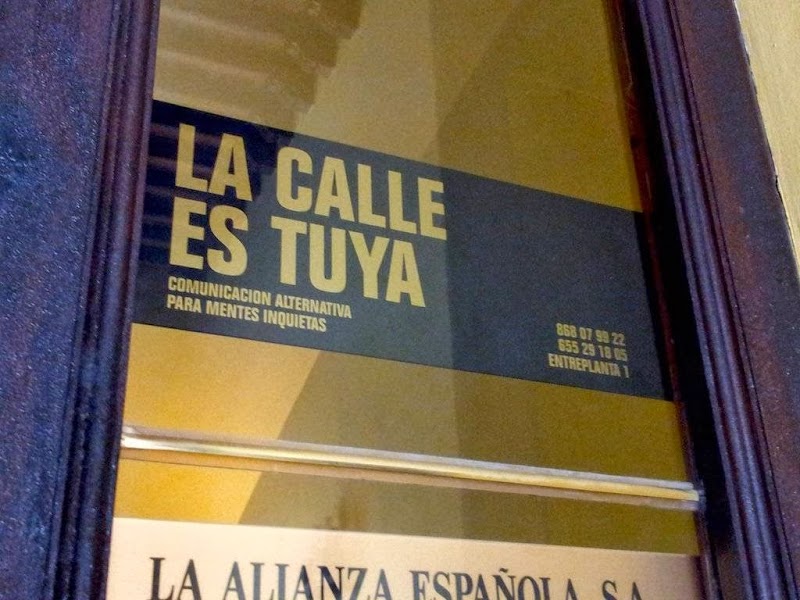 LA CALLE
ES TUYA
COMUNICACION ALTERNATIVA
PARA MENTES INQUIETAS
868 07 99 22
655 29 18 05
ENTREPLANTA 1
LA ALIANZA ESPAÑOLA, S.A.